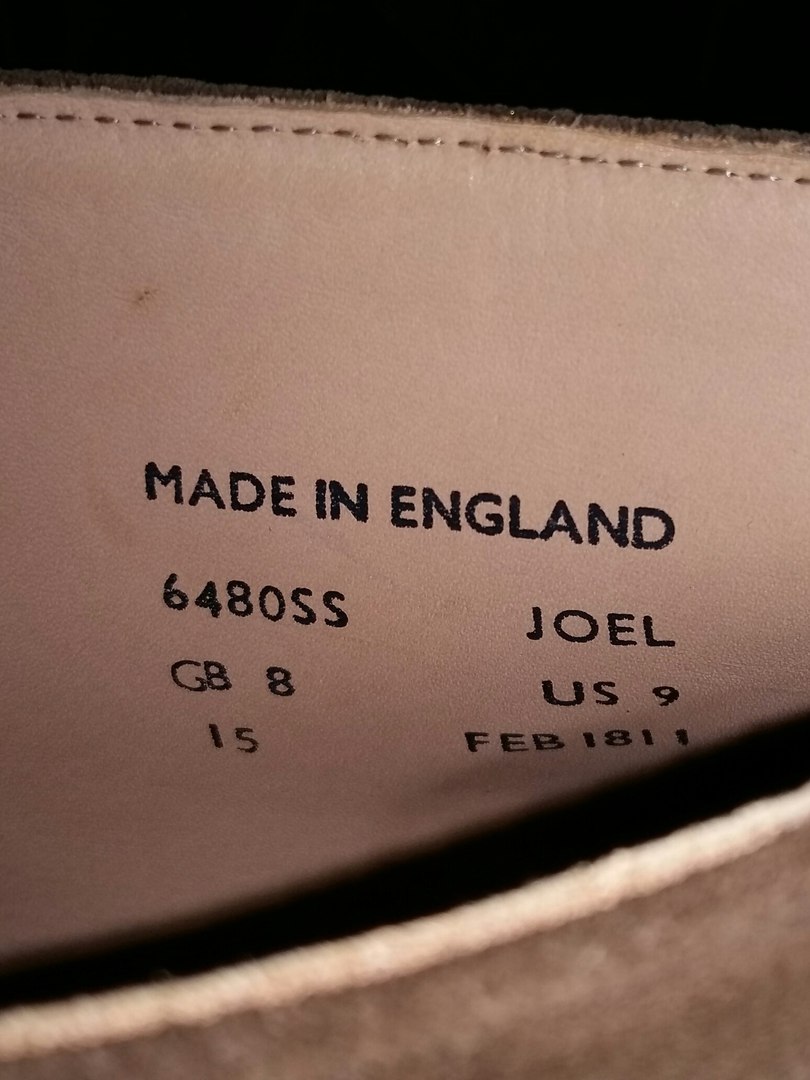 MADE IN ENGLAND
6480SS JOEL
GB 8 US 9
15 FEB 1811